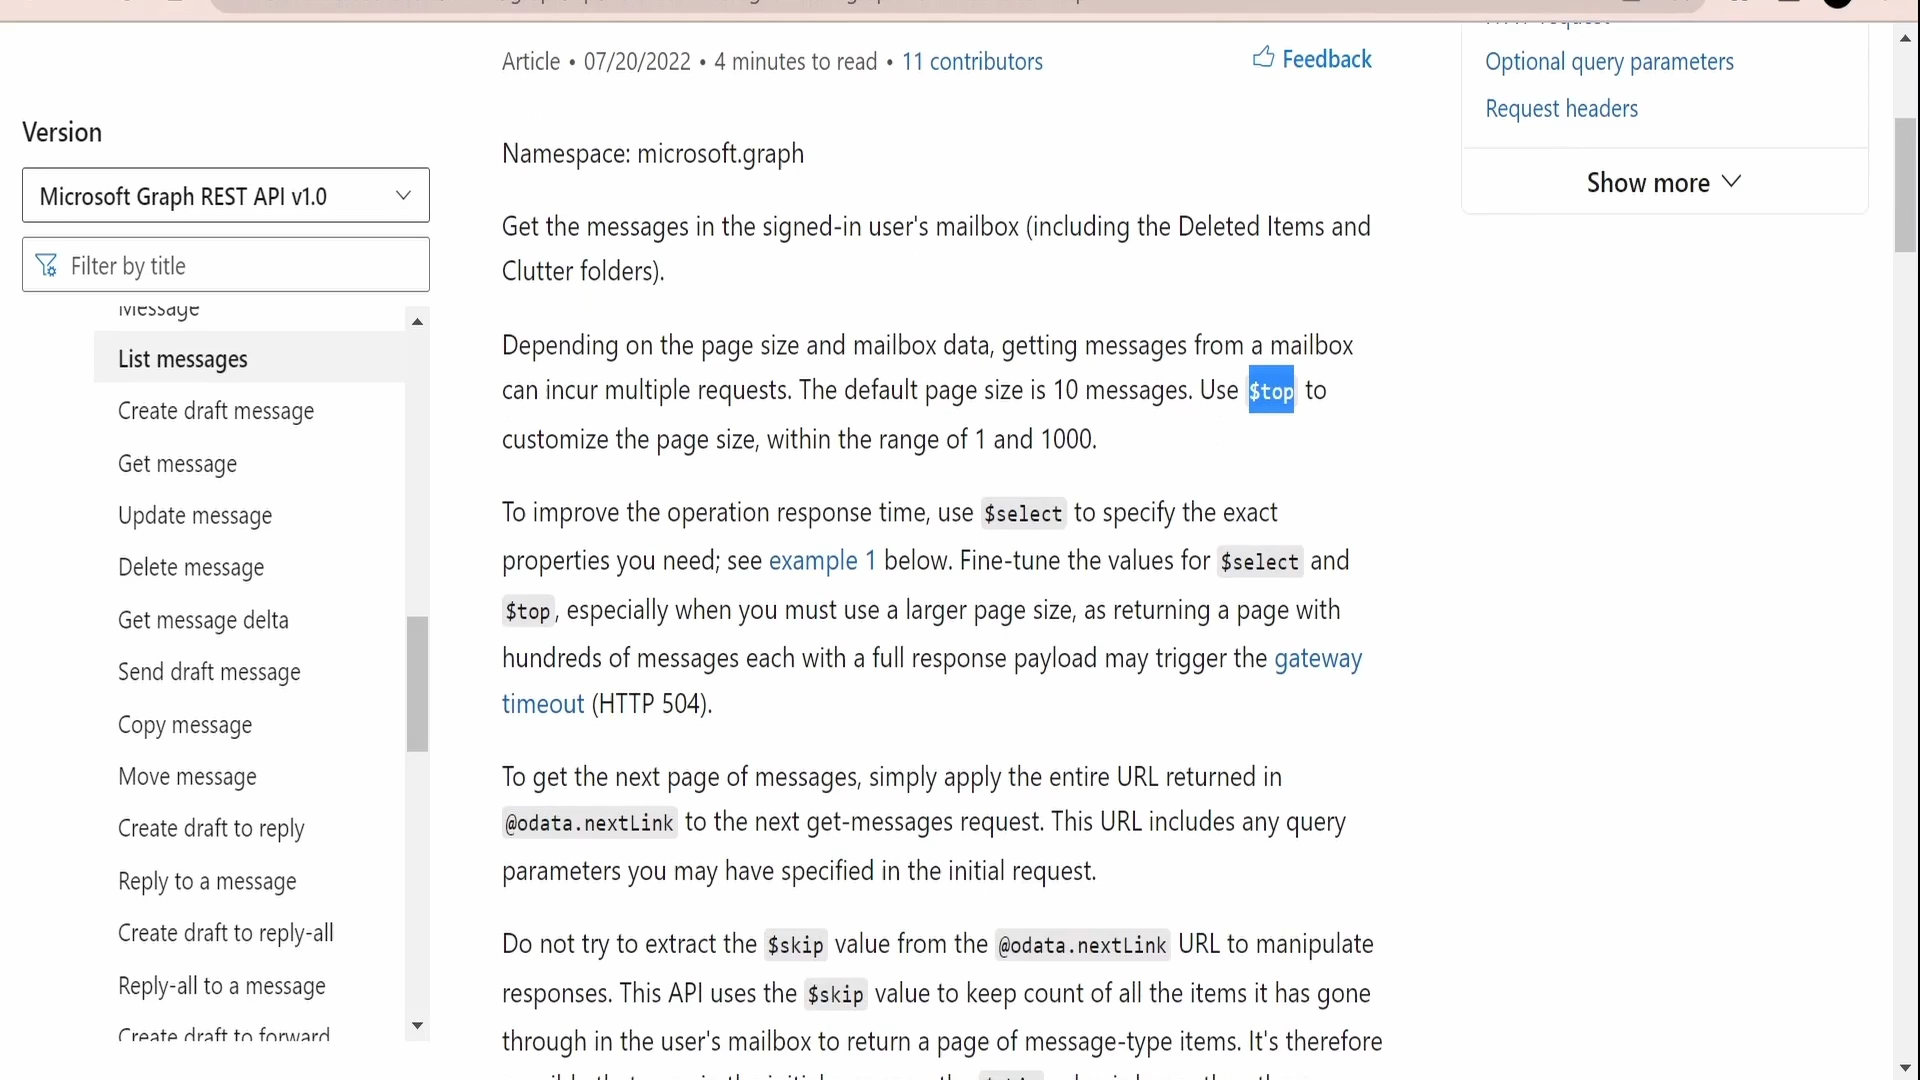 Article • 07/20/2022 • 4 minutes to read • 11 contributors
Feedback
Optional query parameters
Request headers
Show more
Version
Microsoft Graph REST API v1.0
Filter by title
Message
List messages
Create draft message
Get message
Update message
Delete message
Get message delta
Send draft message
Copy message
Move message
Create draft to reply
Reply to a message
Create draft to reply-all
Reply-all to a message
Create draft to forward
Namespace: microsoft.graph
Get the messages in the signed-in user's mailbox (including the Deleted Items and
Clutter folders).
Depending on the page size and mailbox data, getting messages from a mailbox
can incur multiple requests. The default page size is 10 messages. Use $top to
customize the page size, within the range of 1 and 1000.
To improve the operation response time, use $select to specify the exact
properties you need; see example 1 below. Fine-tune the values for $select and
$top, especially when you must use a larger page size, as returning a page with
hundreds of messages each with a full response payload may trigger the gateway
timeout (HTTP 504).
To get the next page of messages, simply apply the entire URL returned in
@odata.nextLink to the next get-messages request. This URL includes any query
parameters you may have specified in the initial request.
Do not try to extract the $skip value from the @odata.nextLink URL to manipulate
responses. This API uses the $skip value to keep count of all the items it has gone
through in the user's mailbox to return a page of message-type items. It's therefore